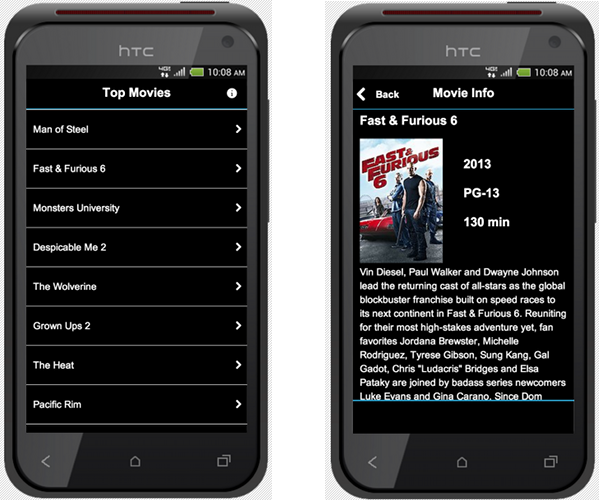 hTC
4G
10:08 AM
Top Movies
Man of Steel
Fast & Furious 6
Monsters University
Despicable Me 2
The Wolverine
Grown Ups 2
The Heat
Pacific Rim
hTC
4G
10:08 AM
Back
Movie Info
Fast & Furious 6
FAST &
FURIOUS
6
2013
PG-13
130 min
Vin Diesel, Paul Walker and Dwayne Johnson
lead the returning cast of all-stars as the global
blockbuster franchise built on speed races to
its next continent in Fast & Furious 6. Reuniting
for their most high-stakes adventure yet, fan
favorites Jordana Brewster, Michelle
Rodriguez, Tyrese Gibson, Sung Kang, Gal
Gadot, Chris "Ludacris" Bridges and Elsa
Pataky are joined by badass series newcomers
Luke Evans and Gina Carano. Since Dom